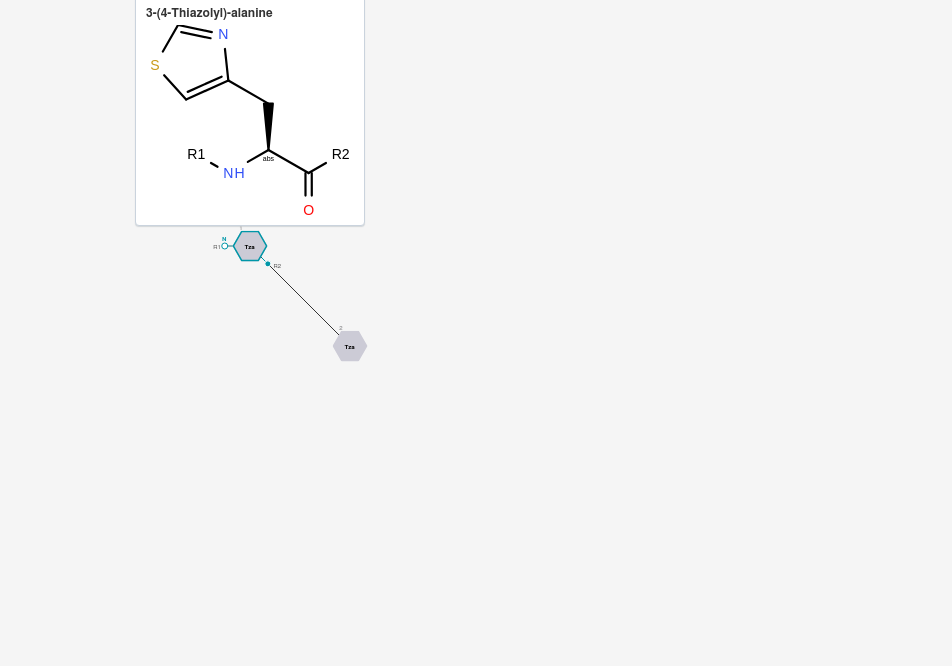 3-(4-Thiazolyl)-alanine
N
S
R1
R2
abs
NH
O
N
R1
Tza
R2
2
Tza